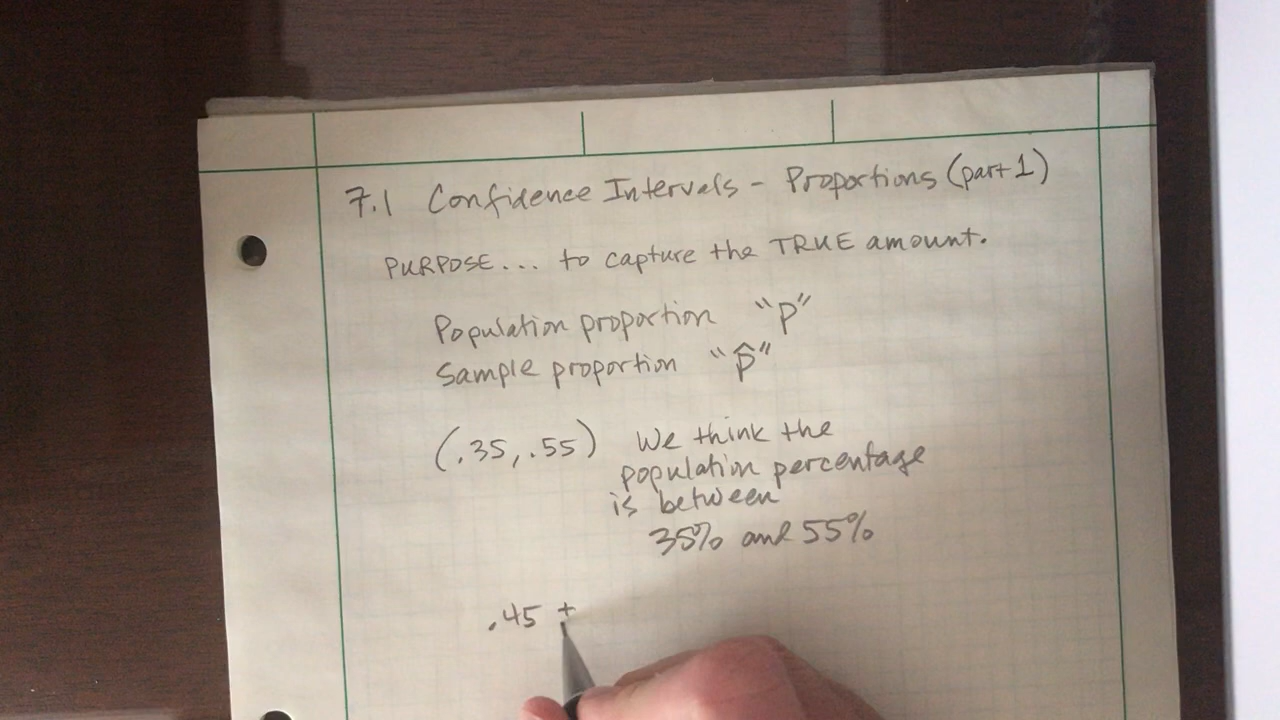 7.1 Confidence Intervals - Proportions (part 1)
PURPOSE... to capture the TRUE amount.
Population proportion "p"
Sample proportion "p̂"
(.35, .55) We think the
population percentage
is between
35% and 55%
.45 +